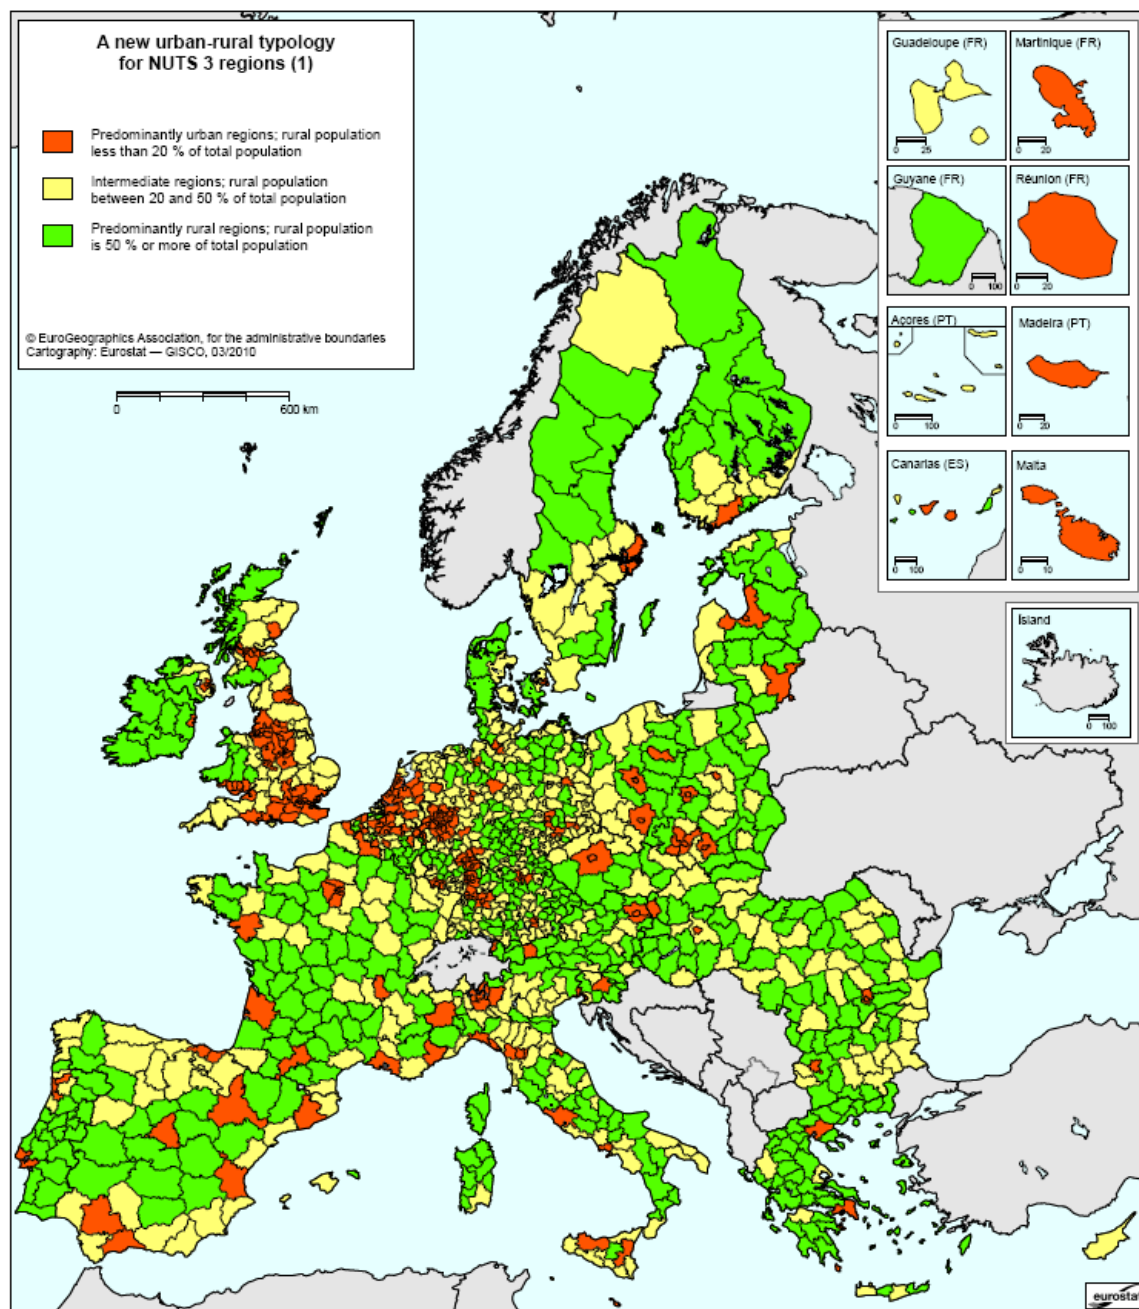 A new urban-rural typology
for NUTS 3 regions (1)
Predominantly urban regions; rural population
less than 20 % of total population
Intermediate regions; rural population
between 20 and 50 % of total population
Predominantly rural regions; rural population
is 50 % or more of total population
© EuroGeographics Association, for the administrative boundaries
Cartography: Eurostat — GISCO, 03/2010
0 600 km
Guadeloupe (FR)
0 25
Martinique (FR)
0 20
Guyane (FR)
0 100
Réunion (FR)
0 20
Açores (PT)
0 100
Madeira (PT)
0 20
Canarias (ES)
0 100
Malta
0 10
Ísland
0 100
eurostat